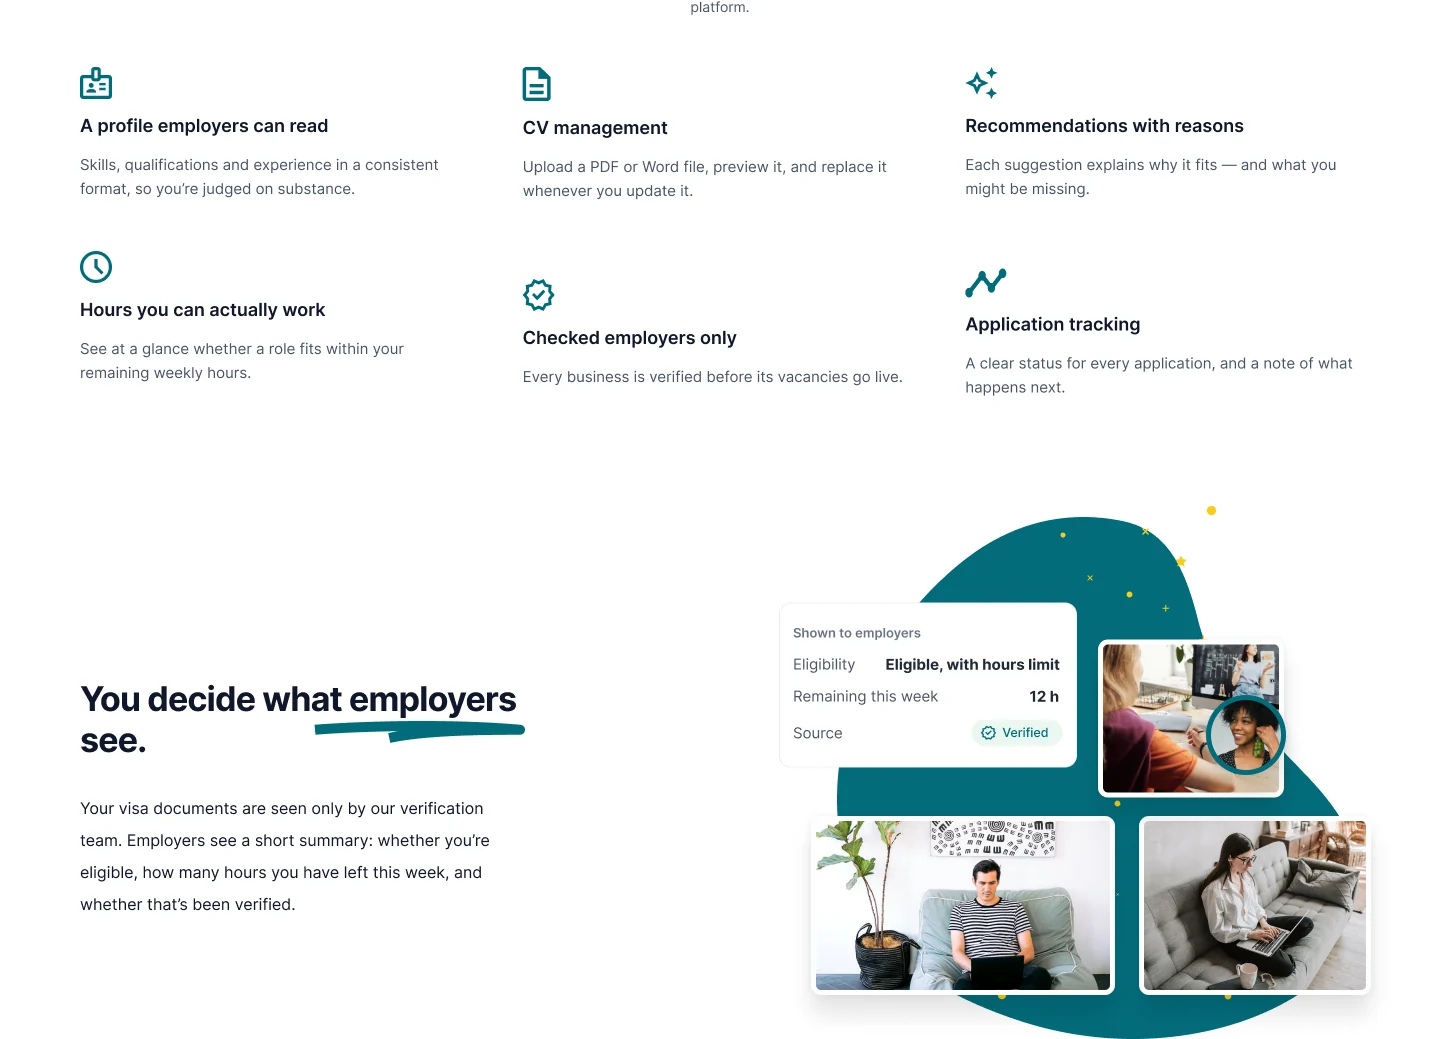 platform.
A profile employers can read
Skills, qualifications and experience in a consistent
format, so you’re judged on substance.
CV management
Upload a PDF or Word file, preview it, and replace it
whenever you update it.
Recommendations with reasons
Each suggestion explains why it fits — and what you
might be missing.
Hours you can actually work
See at a glance whether a role fits within your
remaining weekly hours.
Checked employers only
Every business is verified before its vacancies go live.
Application tracking
A clear status for every application, and a note of what
happens next.
You decide what employers
see.
Your visa documents are seen only by our verification
team. Employers see a short summary: whether you’re
eligible, how many hours you have left this week, and
whether that’s been verified.
Shown to employers
Eligibility Eligible, with hours limit
Remaining this week 12 h
Source Verified